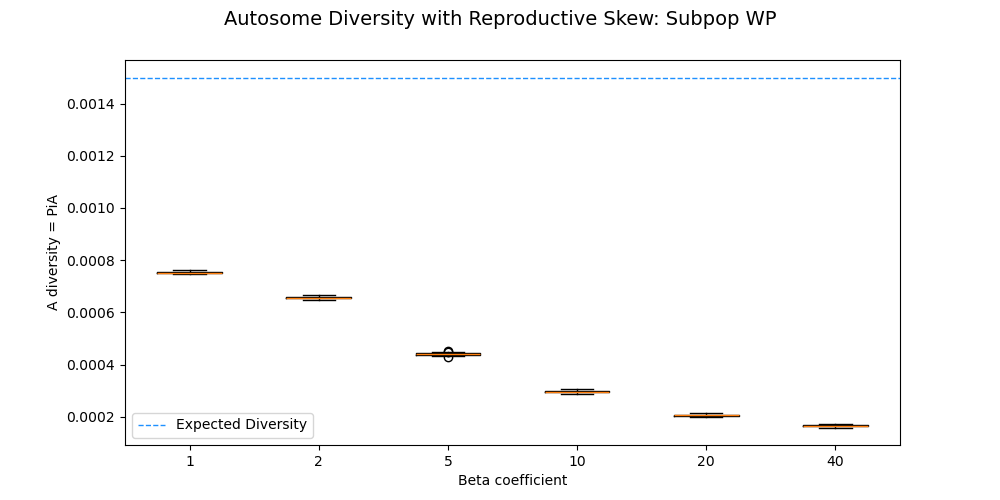 Autosome Diversity with Reproductive Skew: Subpop WP
A diversity = PiA
0.0014
0.0012
0.0010
0.0008
0.0006
0.0004
0.0002
Expected Diversity
1 2 5 10 20 40
Beta coefficient